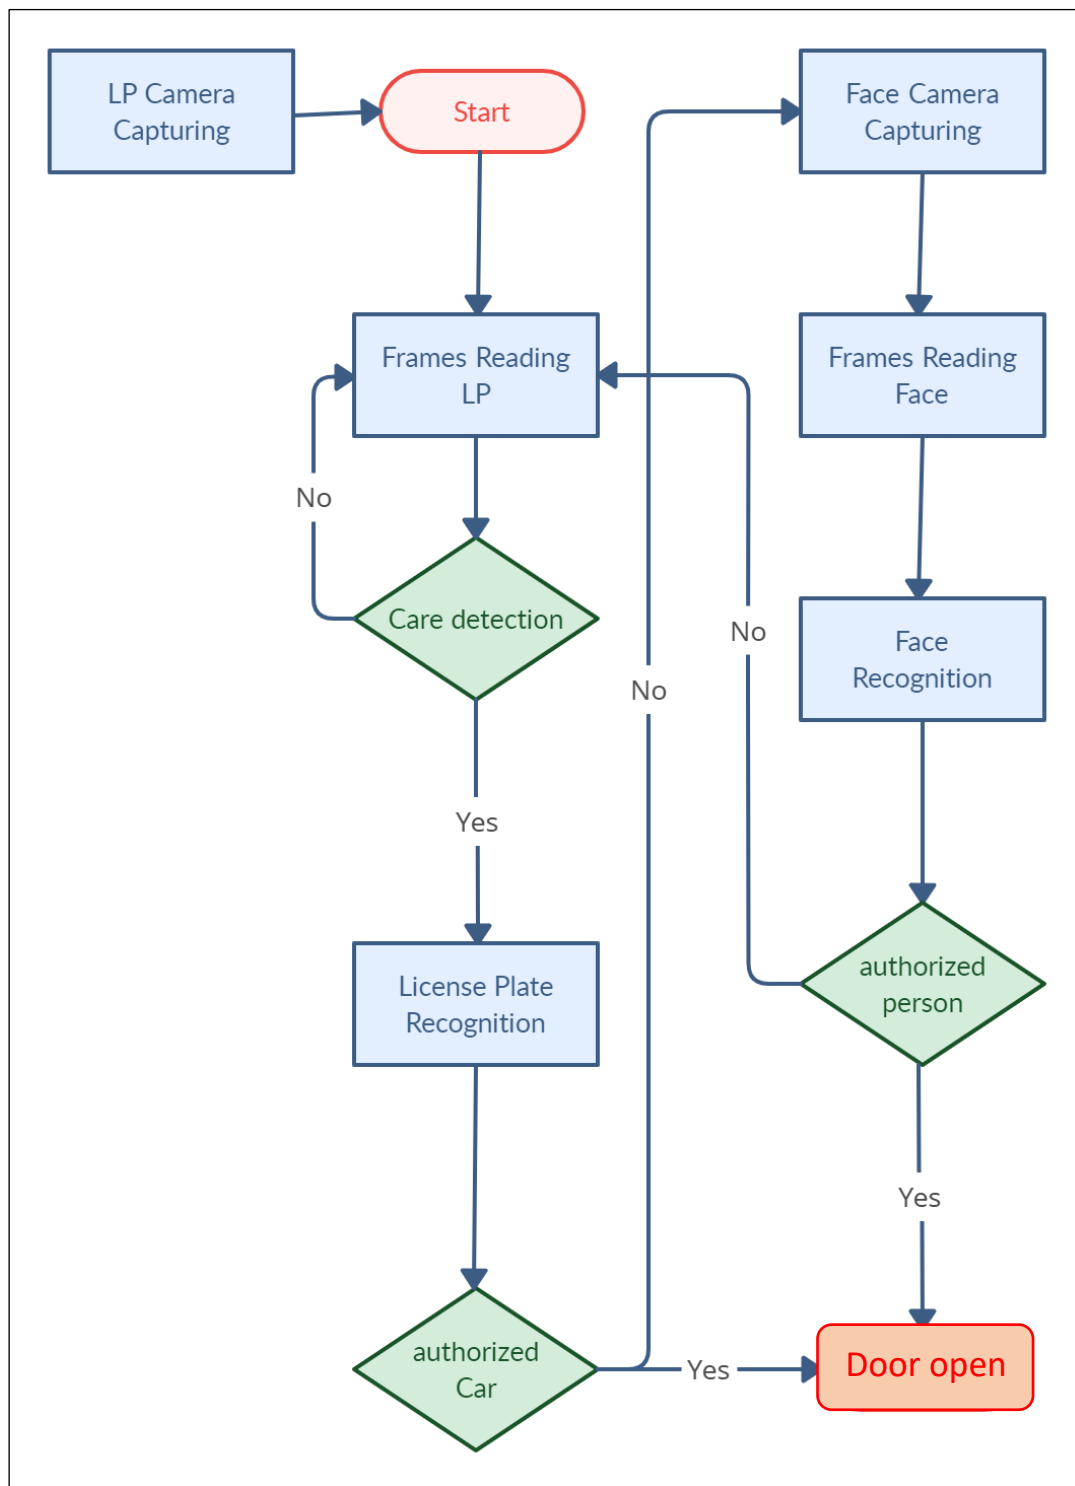 LP Camera
Capturing
Start
Face Camera
Capturing
Frames Reading
LP
Frames Reading
Face
No
Care detection
No
Face
Recognition
No
Yes
License Plate
Recognition
authorized
person
Yes
authorized
Car
Yes
Door open